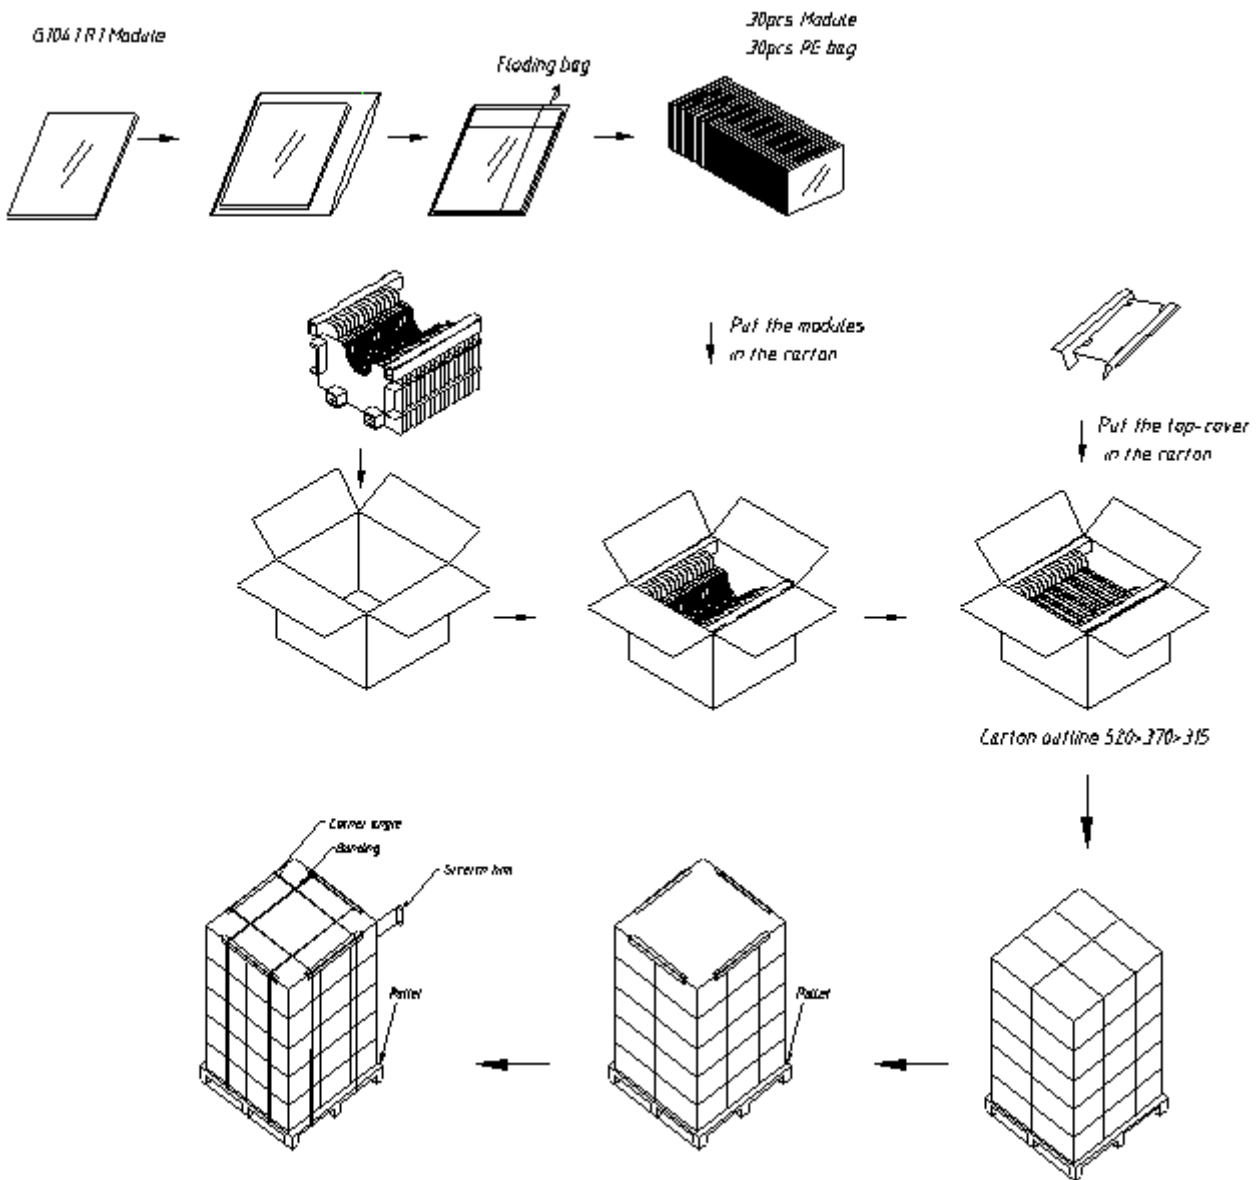 G104 1 R1 Module
30pcs Module
30pcs PE bag
Floding bag
Put the modules
in the carton
Put the top-cover
in the carton
Carton outline 520×370×315
Corner angle
Banding
Stretch film
Pallet
Pallet